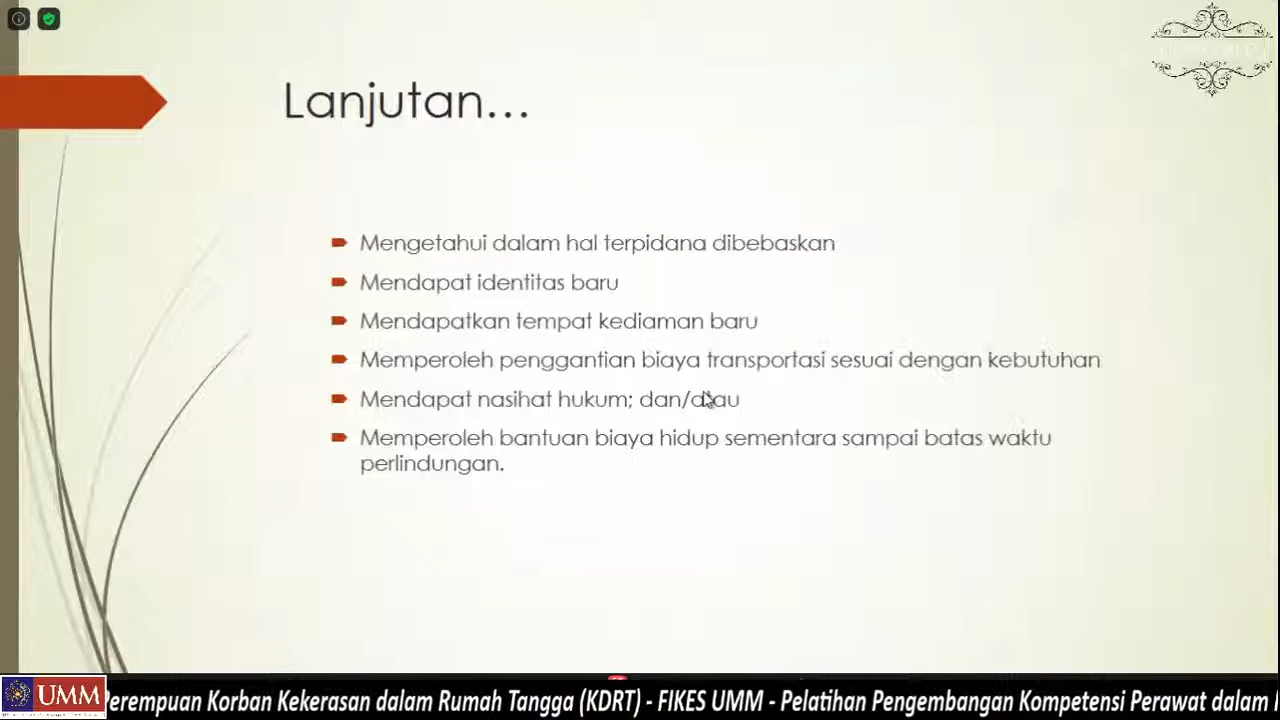 Lanjutan...
Mengetahui dalam hal terpidana dibebaskan
Mendapat identitas baru
Mendapatkan tempat kediaman baru
Memperoleh penggantian biaya transportasi sesuai dengan kebutuhan
Mendapat nasihat hukum; dan/atau
Memperoleh bantuan biaya hidup sementara sampai batas waktu
perlindungan.
UMM
Perempuan Korban Kekerasan dalam Rumah Tangga (KDRT) - FIKES UMM - Pelatihan Pengembangan Kompetensi Perawat dalam